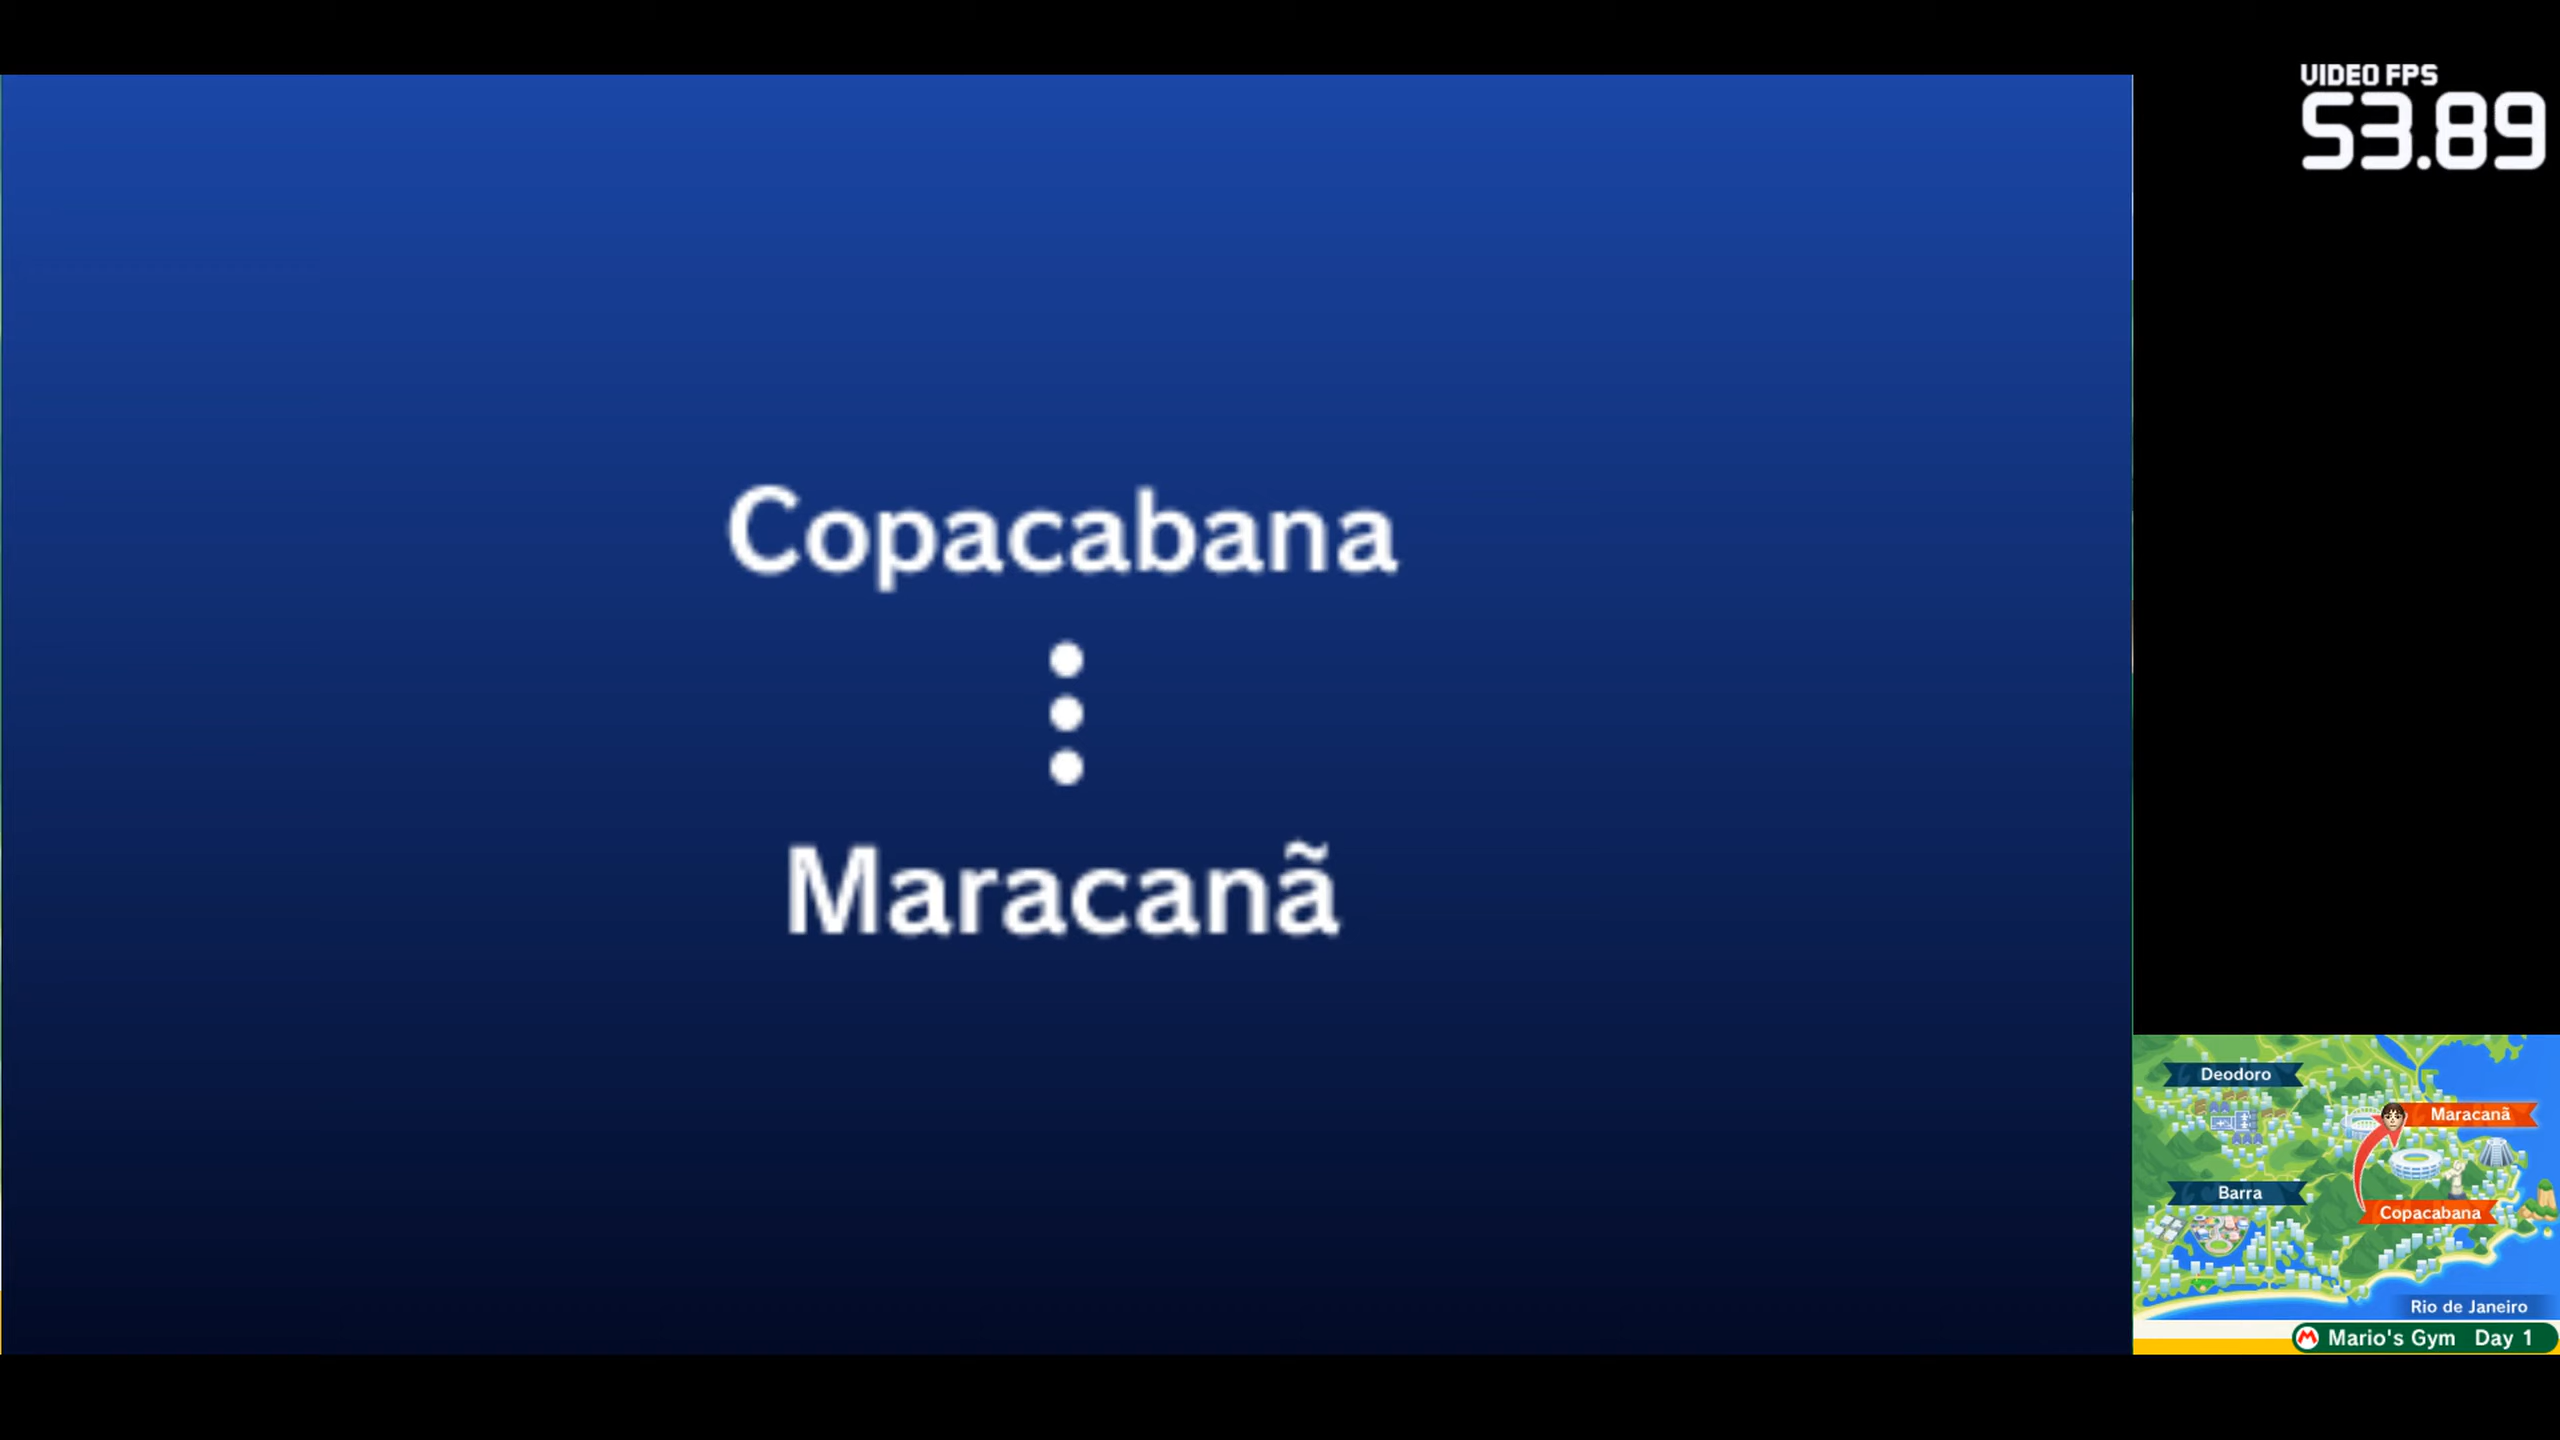 VIDEO FPS
53.89
Copacabana
Maracanã
Deodoro
Maracanã
Barra
Copacabana
Rio de Janeiro
M Mario's Gym Day 1